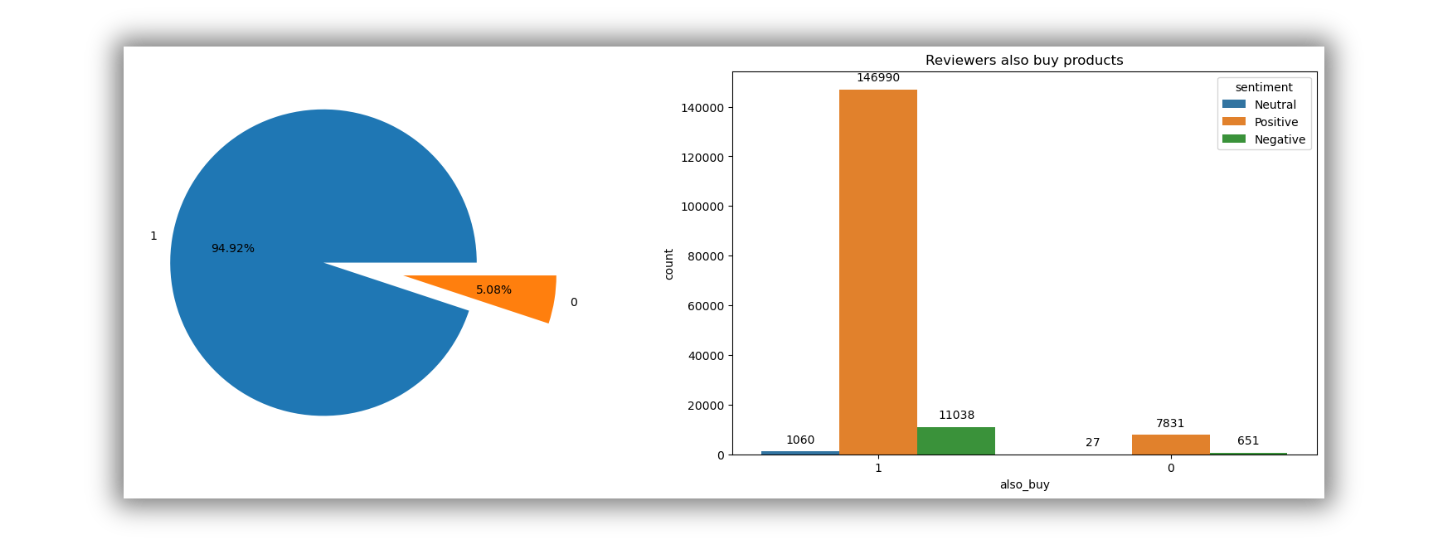 1
94.92%
5.08%
0
Reviewers also buy products
146990
sentiment
Neutral
Positive
Negative
140000
120000
100000
80000
60000
40000
20000
0
count
1060
11038
27
7831
651
1
0
also_buy